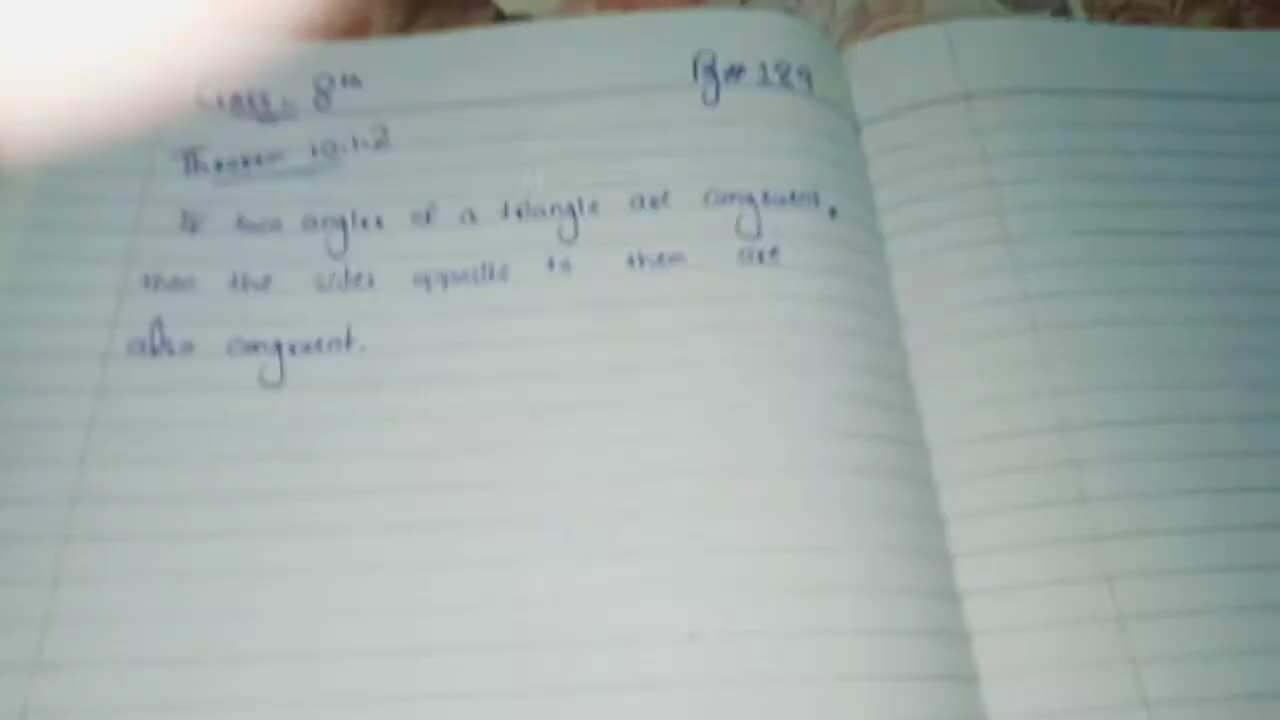 Class: 8th
Pg# 189
Theorem 10.1.2
If two angles of a triangle are congruent,
then the sides opposite to them are
also congruent.